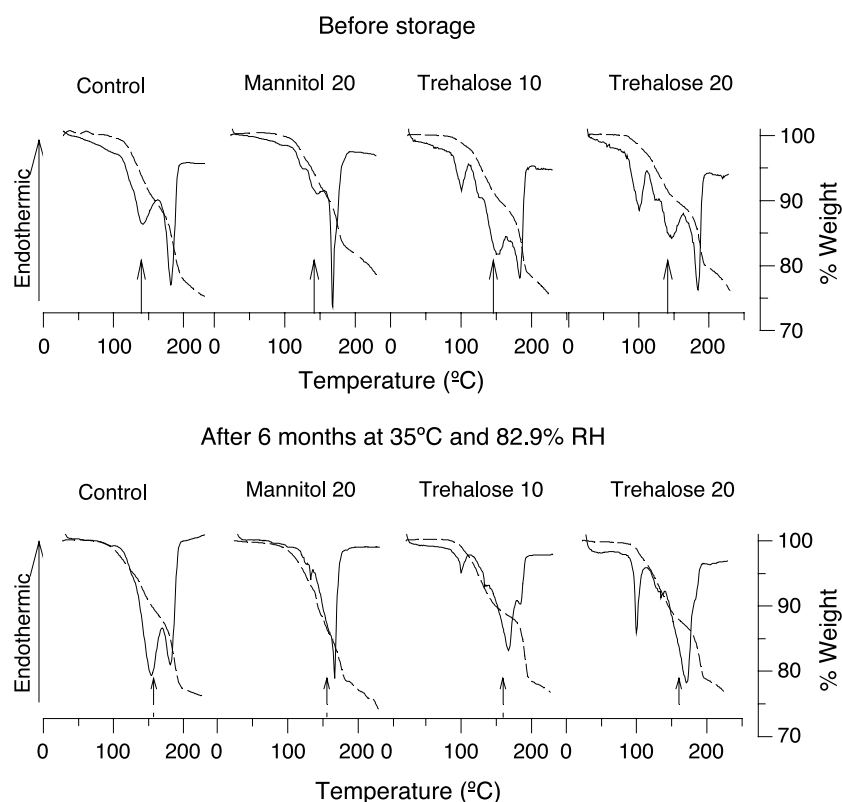 Before storage
Control
Mannitol 20
Trehalose 10
Trehalose 20
Endothermic
100
90
80
70
% Weight
0 100 200 0 100 200 0 100 200 0 100 200
Temperature (ºC)
After 6 months at 35ºC and 82.9% RH
Control
Mannitol 20
Trehalose 10
Trehalose 20
Endothermic
100
90
80
70
% Weight
0 100 200 0 100 200 0 100 200 0 100 200
Temperature (ºC)